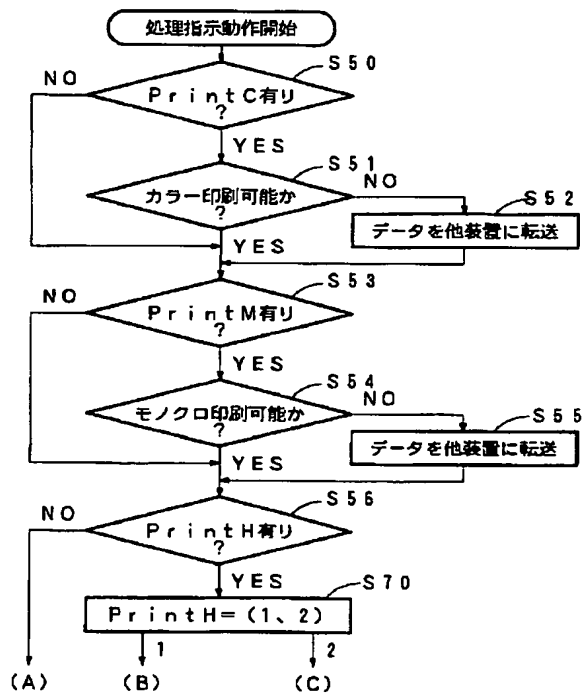 処理指示動作開始
S50
NO
PrintC有リ
?
YES
S51
カラー印刷可能か
?
NO
S52
データを他装置に転送
YES
S53
NO
PrintM有リ
?
YES
S54
モノクロ印刷可能か
?
NO
S55
データを他装置に転送
YES
S56
NO
PrintH有リ
?
YES
S70
PrintH=(1、2)
1
2
(A)
(B)
(C)